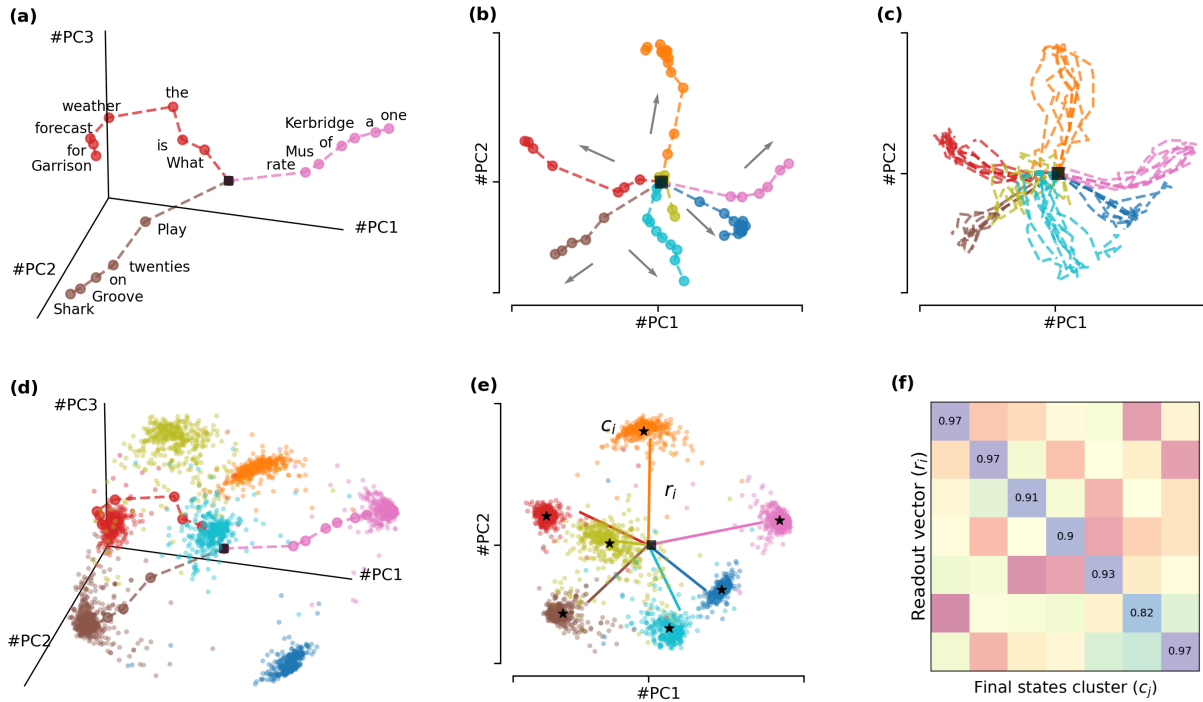 (a)
#PC3
the
weather
forecast
for
Garrison
is
What
Kerbridge a one
of
Mus
rate
#PC1
Play
#PC2
twenties
on
Groove
Shark
(b)
#PC2
#PC1
(c)
#PC2
#PC1
(d)
#PC3
#PC1
#PC2
(e)
c_i
r_i
#PC2
#PC1
(f)
0.97
0.97
0.91
0.9
0.93
0.82
0.97
Readout vector (r_i)
Final states cluster (c_j)